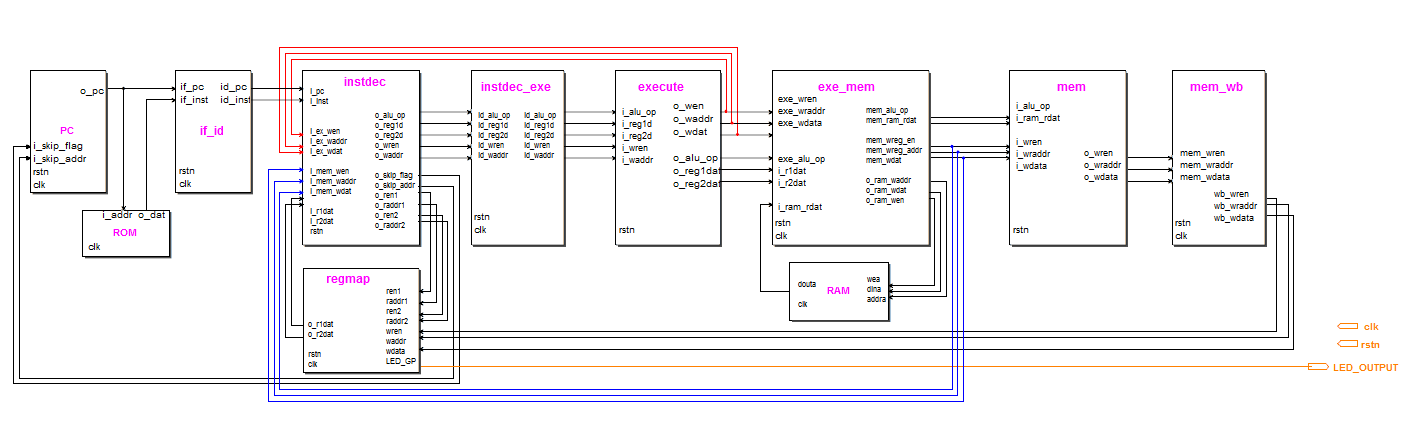 PC
o_pc
i_skip_flag
i_skip_addr
rstn
clk
i_addr o_dat
ROM
clk
if_id
if_pc id_pc
if_inst id_inst
rstn
clk
instdec
i_pc
i_inst
i_ex_wen
i_ex_waddr
i_ex_wdat
i_mem_wen
i_mem_waddr
i_mem_wdat
i_r1dat
i_r2dat
rstn
o_alu_op
o_reg1d
o_reg2d
o_wren
o_waddr
o_skip_flag
o_skip_addr
o_ren1
o_raddr1
o_ren2
o_raddr2
regmap
ren1
raddr1
ren2
raddr2
wren
waddr
wdata
LED_GP
o_r1dat
o_r2dat
rstn
clk
instdec_exe
id_alu_op id_alu_op
id_reg1d id_reg1d
id_reg2d id_reg2d
id_wren id_wren
id_waddr id_waddr
rstn
clk
execute
i_alu_op
i_reg1d
i_reg2d
i_wren
i_waddr
o_wen
o_waddr
o_wdat
o_alu_op
o_reg1dat
o_reg2dat
rstn
exe_mem
exe_wren
exe_wraddr
exe_wdata
exe_alu_op
i_r1dat
i_r2dat
i_ram_rdat
rstn
clk
mem_alu_op
mem_ram_rdat
mem_wreg_en
mem_wreg_addr
mem_wdat
o_ram_waddr
o_ram_wdat
o_ram_wen
RAM
douta
clk
wea
dina
addra
mem
i_alu_op
i_ram_rdat
i_wren
i_wraddr
i_wdata
o_wren
o_wraddr
o_wdata
rstn
mem_wb
mem_wren
mem_wraddr
mem_wdata
wb_wren
wb_wraddr
wb_wdata
rstn
clk
clk
rstn
LED_OUTPUT